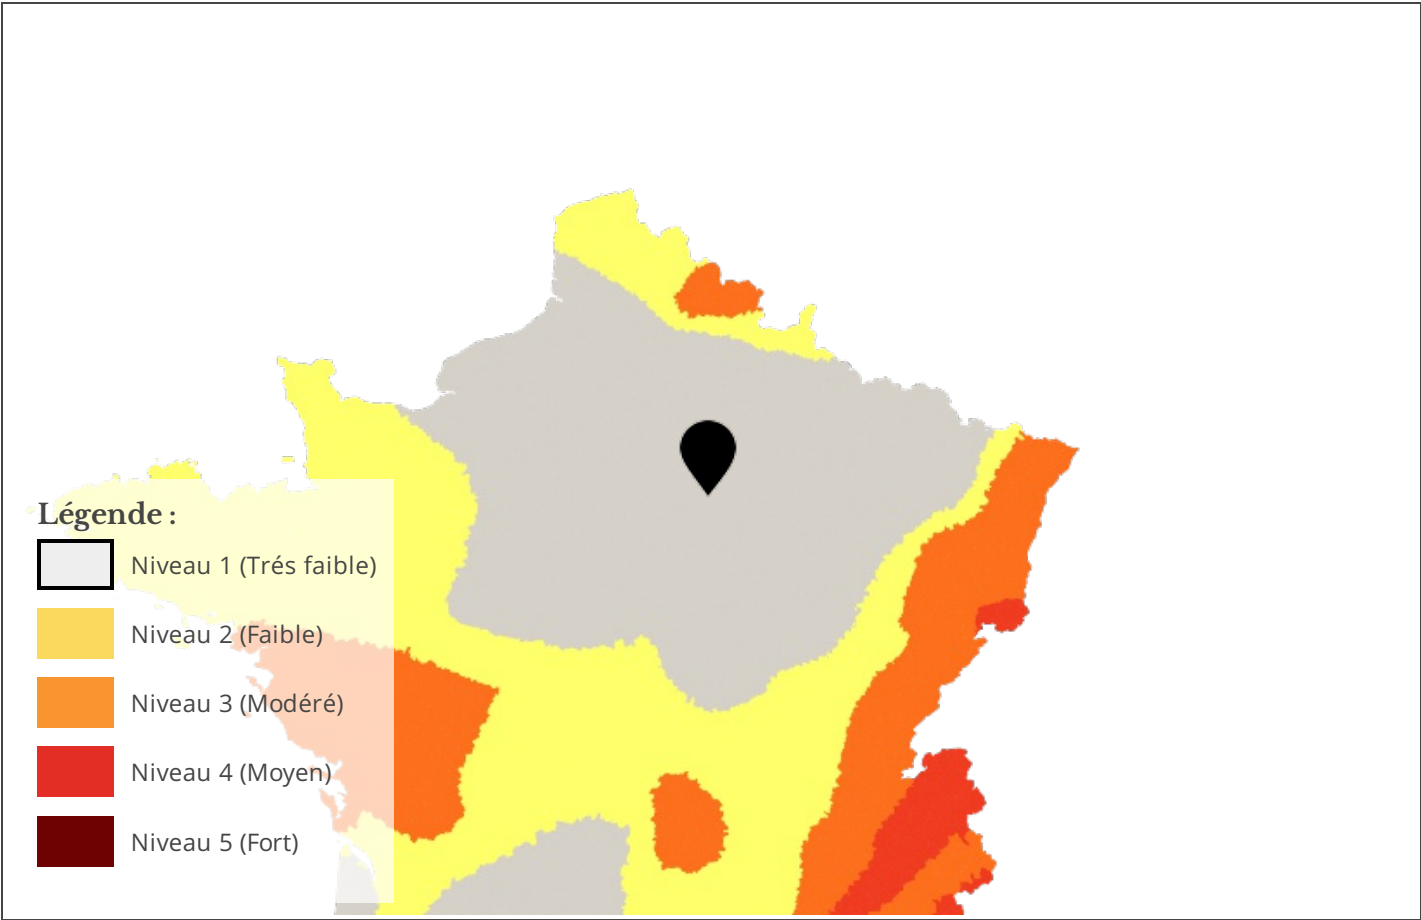 Légende :
Niveau 1 (Trés faible)
Niveau 2 (Faible)
Niveau 3 (Modéré)
Niveau 4 (Moyen)
Niveau 5 (Fort)